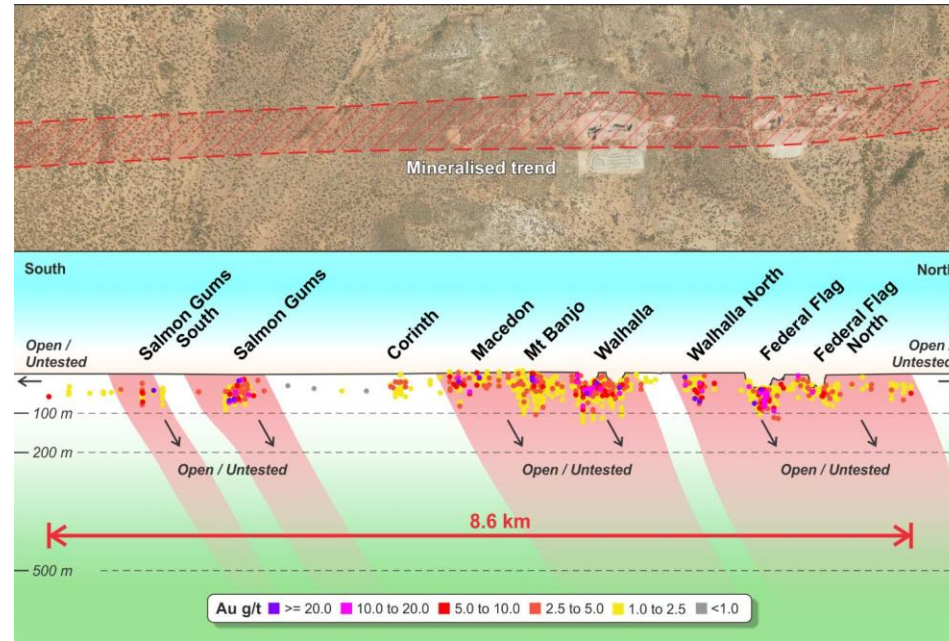 Mineralised trend
South
North
Salmon Gums
South
Salmon Gums
Corinth
Macedon
Mt Banjo
Walhalla
Walhalla North
Federal Flag
Federal Flag
North
Open /
Untested
Open /
Untested
100 m
200 m
Open / Untested
Open / Untested
Open / Untested
8.6 km
500 m
Au g/t >= 20.0 10.0 to 20.0 5.0 to 10.0 2.5 to 5.0 1.0 to 2.5 <1.0